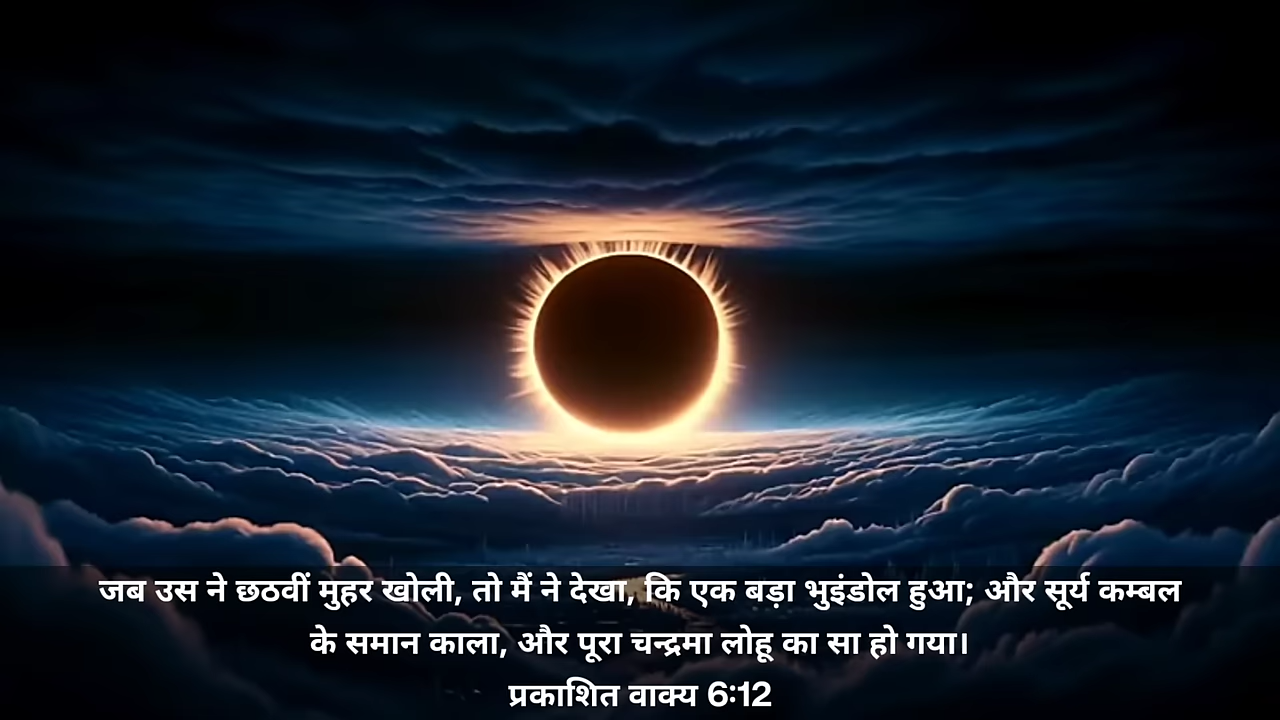 जब उस ने छठवीं मुहर खोली, तो मैं ने देखा, कि एक बड़ा भुइंडोल हुआ; और सूर्य कम्बल
के समान काला, और पूरा चन्द्रमा लोहू का सा हो गया।
प्रकाशित वाक्य 6:12